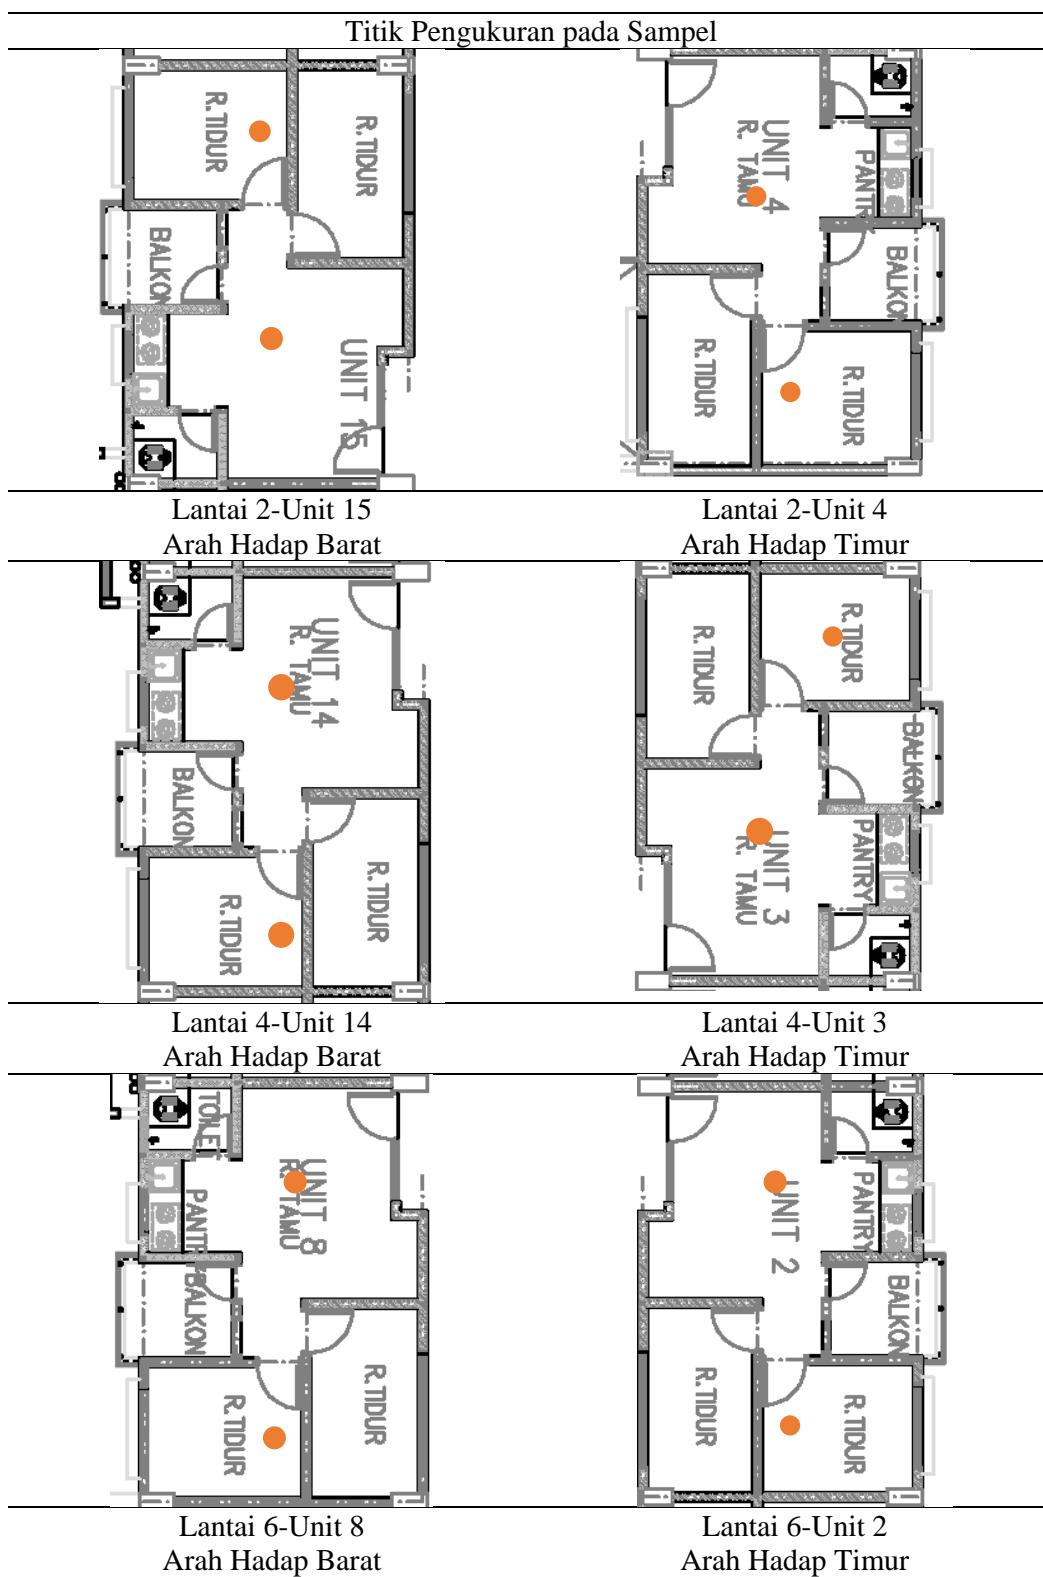 Titik Pengukuran pada Sampel
R.TIDUR
R.TIDUR
BALKON
UNIT 15
UNIT 4
R. TAMU
PANTRY
BALKON
R.TIDUR
R.TIDUR
Lantai 2-Unit 15
Arah Hadap Barat
Lantai 2-Unit 4
Arah Hadap Timur
UNIT 14
R. TAMU
BALKON
R.TIDUR
R.TIDUR
R.TIDUR
R.TIDUR
BALKON
UNIT 3
R. TAMU
PANTRY
Lantai 4-Unit 14
Arah Hadap Barat
Lantai 4-Unit 3
Arah Hadap Timur
TOILET
UNIT 8
R. TAMU
PANTRY
BALKON
R.TIDUR
R.TIDUR
UNIT 2
PANTRY
BALKON
R.TIDUR
R.TIDUR
Lantai 6-Unit 8
Arah Hadap Barat
Lantai 6-Unit 2
Arah Hadap Timur